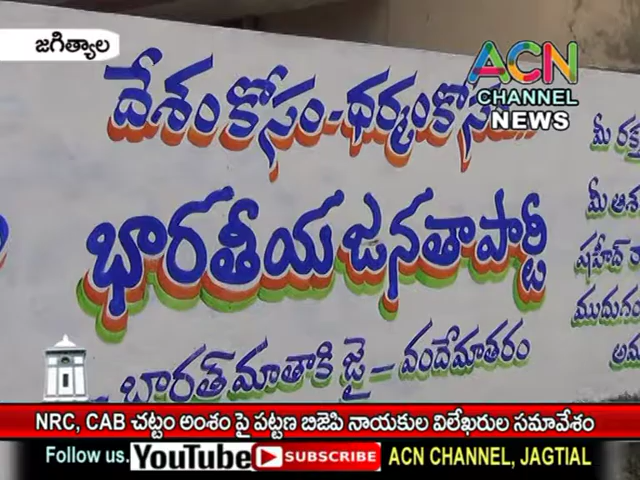 జగిత్యాల
ACN
CHANNEL
NEWS
దేశం కోసం-ధర్మంకోసం...
భారతీయ జనతాపార్టీ
భారత్ మాతాకి జై - వందేమాతరం
మీ
మీ
షహీద్
NRC, CAB చట్టం అంశం పై పట్టణ బిజెపి నాయకుల విలేఖరుల సమావేశం
Follow us. YouTube SUBSCRIBE ACN CHANNEL, JAGTIAL